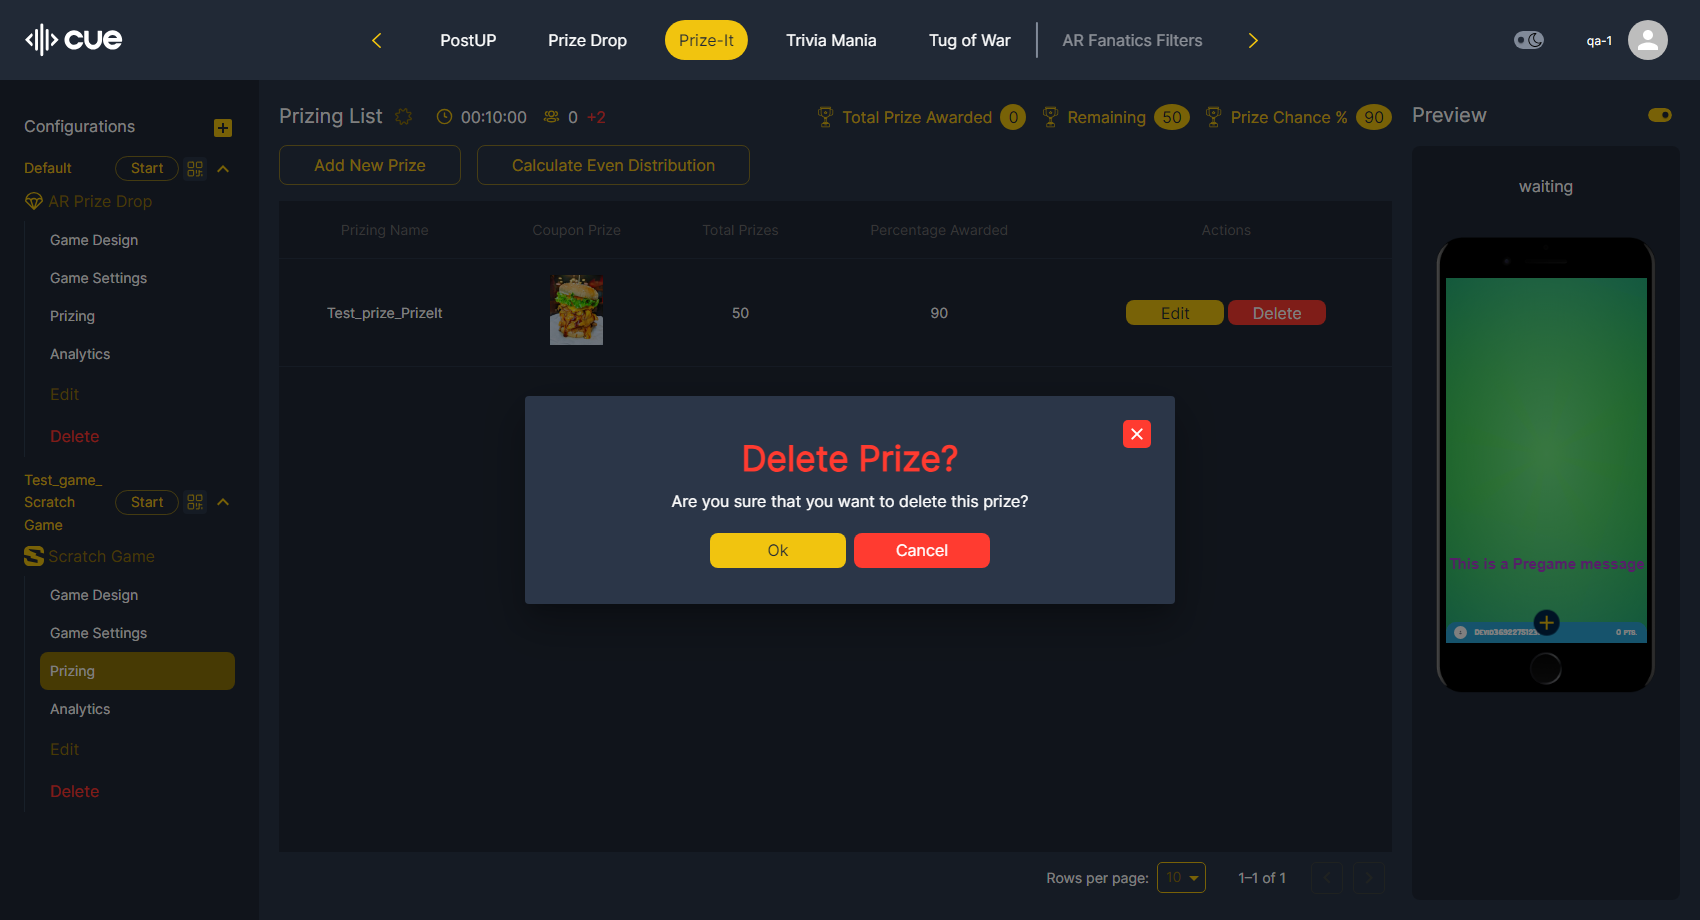 cue
PostUP
Prize Drop
Prize-It
Trivia Mania
Tug of War
AR Fanatics Filters
qa-1
Configurations
Default
Start
AR Prize Drop
Game Design
Game Settings
Prizing
Analytics
Edit
Delete
Test_game_
Scratch
Game
Start
Scratch Game
Game Design
Game Settings
Prizing
Analytics
Edit
Delete
Prizing List
00:10:00
0 +2
Total Prize Awarded 0
Remaining 50
Prize Chance % 90
Add New Prize
Calculate Even Distribution
Prizing Name
Coupon Prize
Total Prizes
Percentage Awarded
Actions
Test_prize_PrizeIt
50
90
Edit
Delete
Delete Prize?
Are you sure that you want to delete this prize?
Ok
Cancel
Rows per page: 10
1–1 of 1
Preview
waiting
This is a Pregame message
0 PTS.